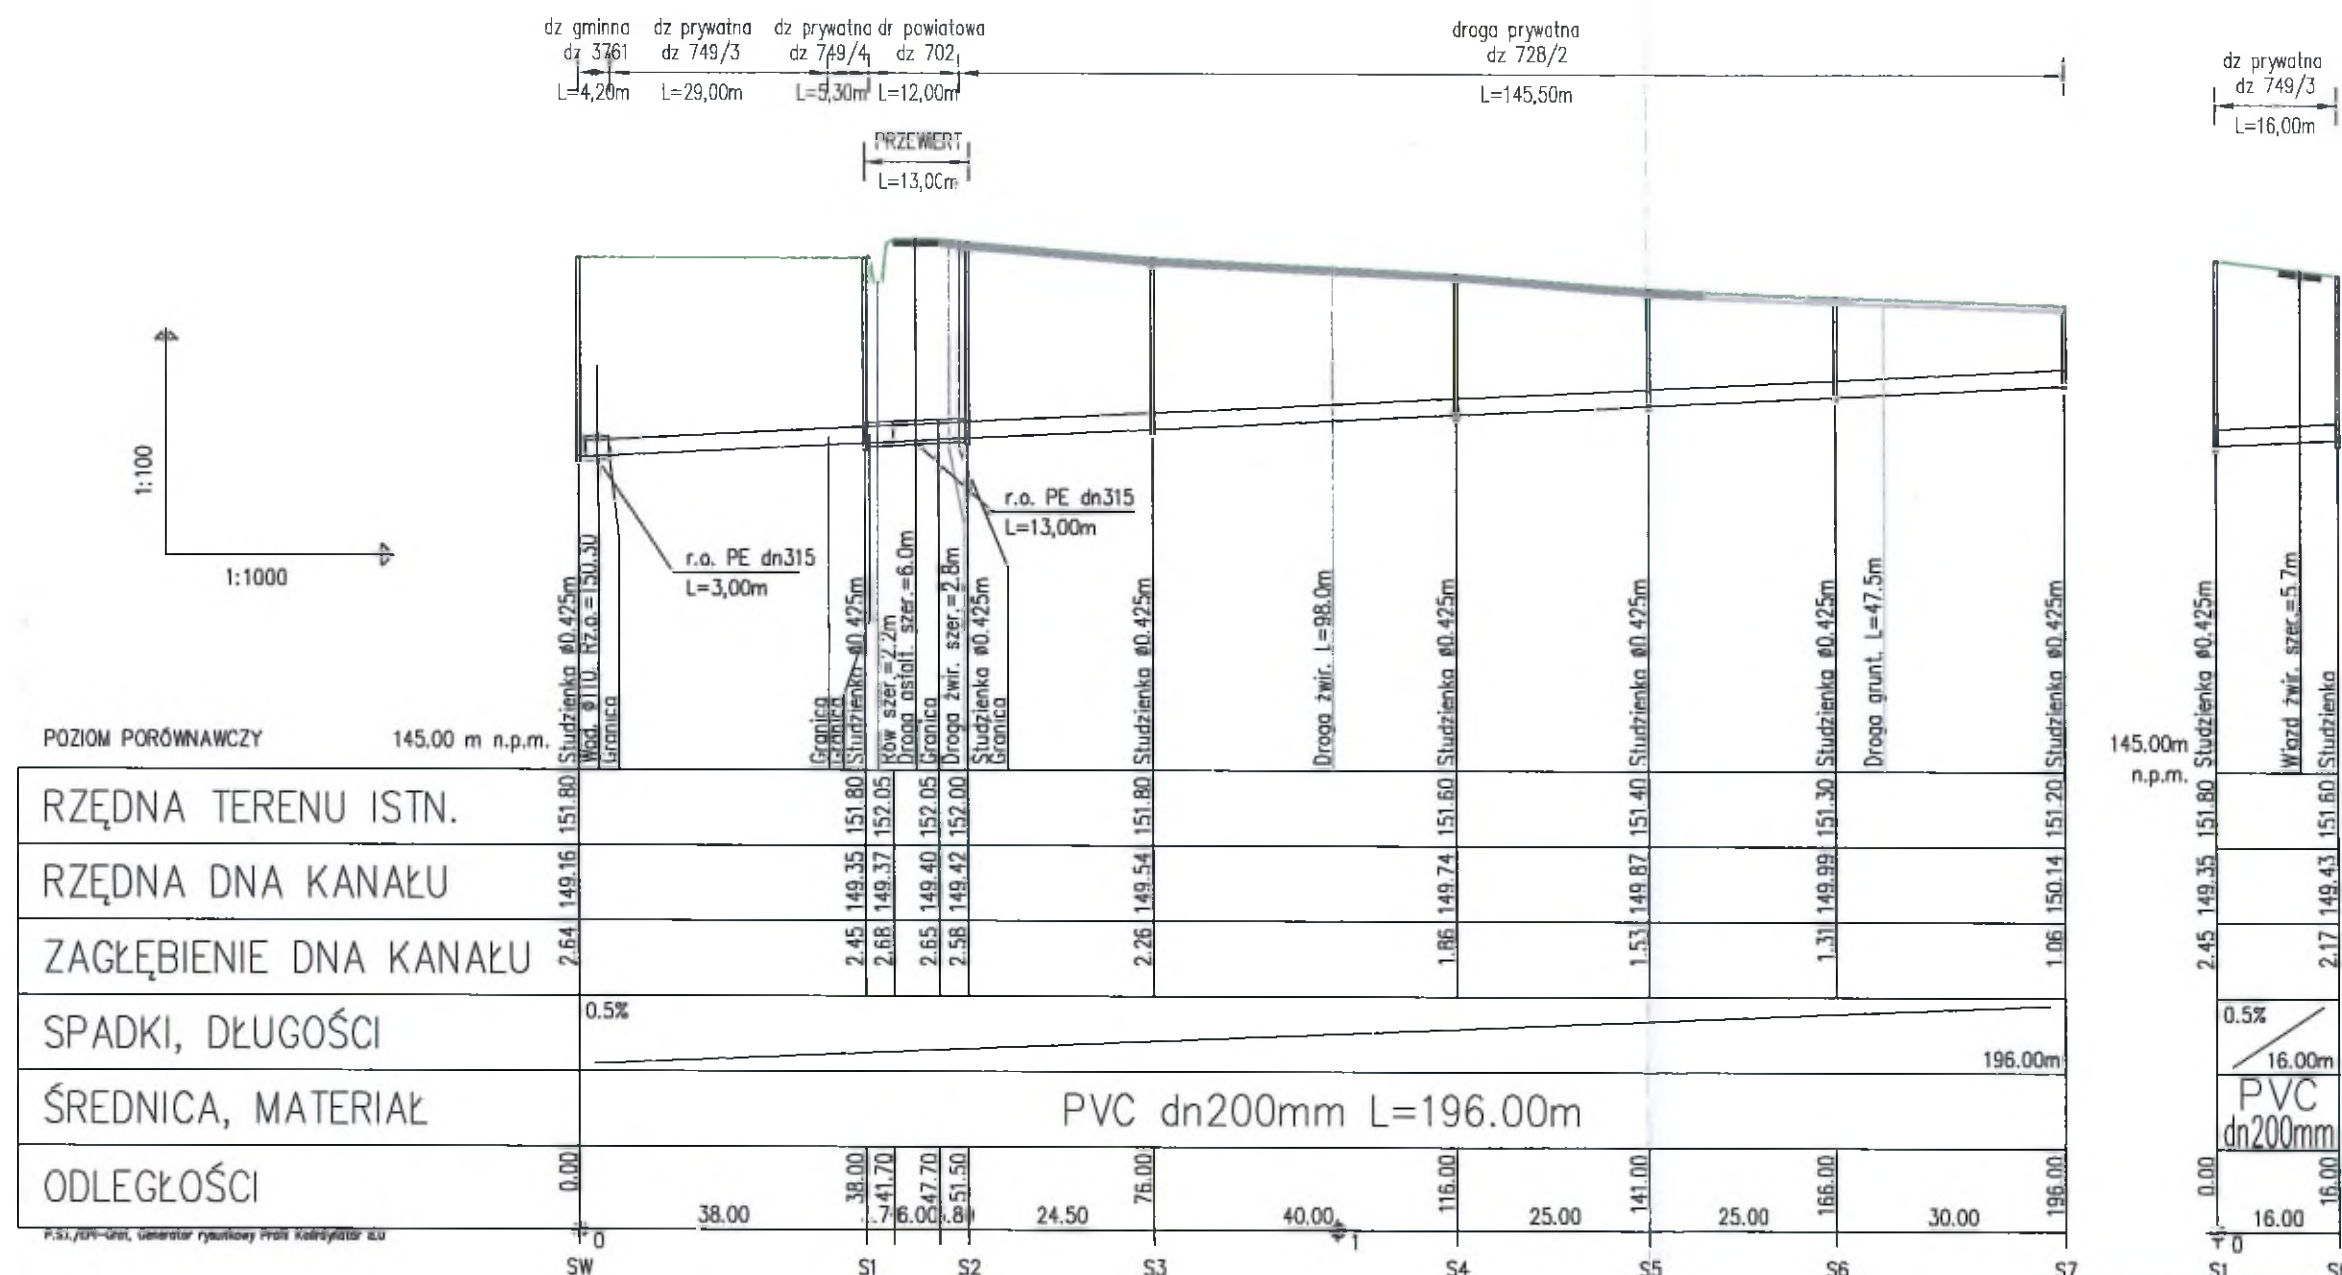 dz gminna dz prywatna dz prywatna dr powiatowa droga prywatna
dz 3761 dz 749/3 dz 749/4 dz 702 dz 728/2
L=4,20m L=29,00m L=5,30m L=12,00m L=145,50m
dz prywatna
dz 749/3
L=16,00m
PRZEWIERT
L=13,00m
1:100
1:1000
r.o. PE dn315
L=3,00m
r.o. PE dn315
L=13,00m
Studzienka ø0.425m
Wod. ø110. Rz.o.=150.30
Granica
Granica
Granica
Studzienka ø0.425m
Rów szer.=2.2m
Droga asfalt. szer.=6.0m
Granica
Droga żwir. szer.=2.8m
Studzienka ø0.425m
Granica
Studzienka ø0.425m
Droga żwir. L=98.0m
Studzienka ø0.425m
Studzienka ø0.425m
Studzienka ø0.425m
Droga grunt. L=47.5m
Studzienka ø0.425m
Studzienka ø0.425m
Wjazd żwir. szer.=5.7m
Studzienka
POZIOM PORÓWNAWCZY 145.00 m n.p.m.
145.00m
n.p.m.
RZĘDNA TERENU ISTN. 151.80 151.80 152.05 152.05 152.00 151.80 151.60 151.40 151.30 151.20 151.80 151.60
RZĘDNA DNA KANAŁU 149.16 149.35 149.37 149.40 149.42 149.54 149.74 149.87 149.99 150.14 149.35 149.43
ZAGŁĘBIENIE DNA KANAŁU 2.64 2.45 2.68 2.65 2.58 2.26 1.86 1.53 1.31 1.06 2.45 2.17
SPADKI, DŁUGOŚCI 0.5% 196.00m 0.5% 16.00m
ŚREDNICA, MATERIAŁ PVC dn200mm L=196.00m PVC
dn200mm
ODLEGŁOŚCI 0.00 38.00 41.70 47.70 51.50 76.00 116.00 141.00 166.00 196.00 0.00 16.00
38.00 6.00 24.50 40.00 25.00 25.00 30.00 16.00
0 1 0
SW S1 S2 S3 S4 S5 S6 S7 S1